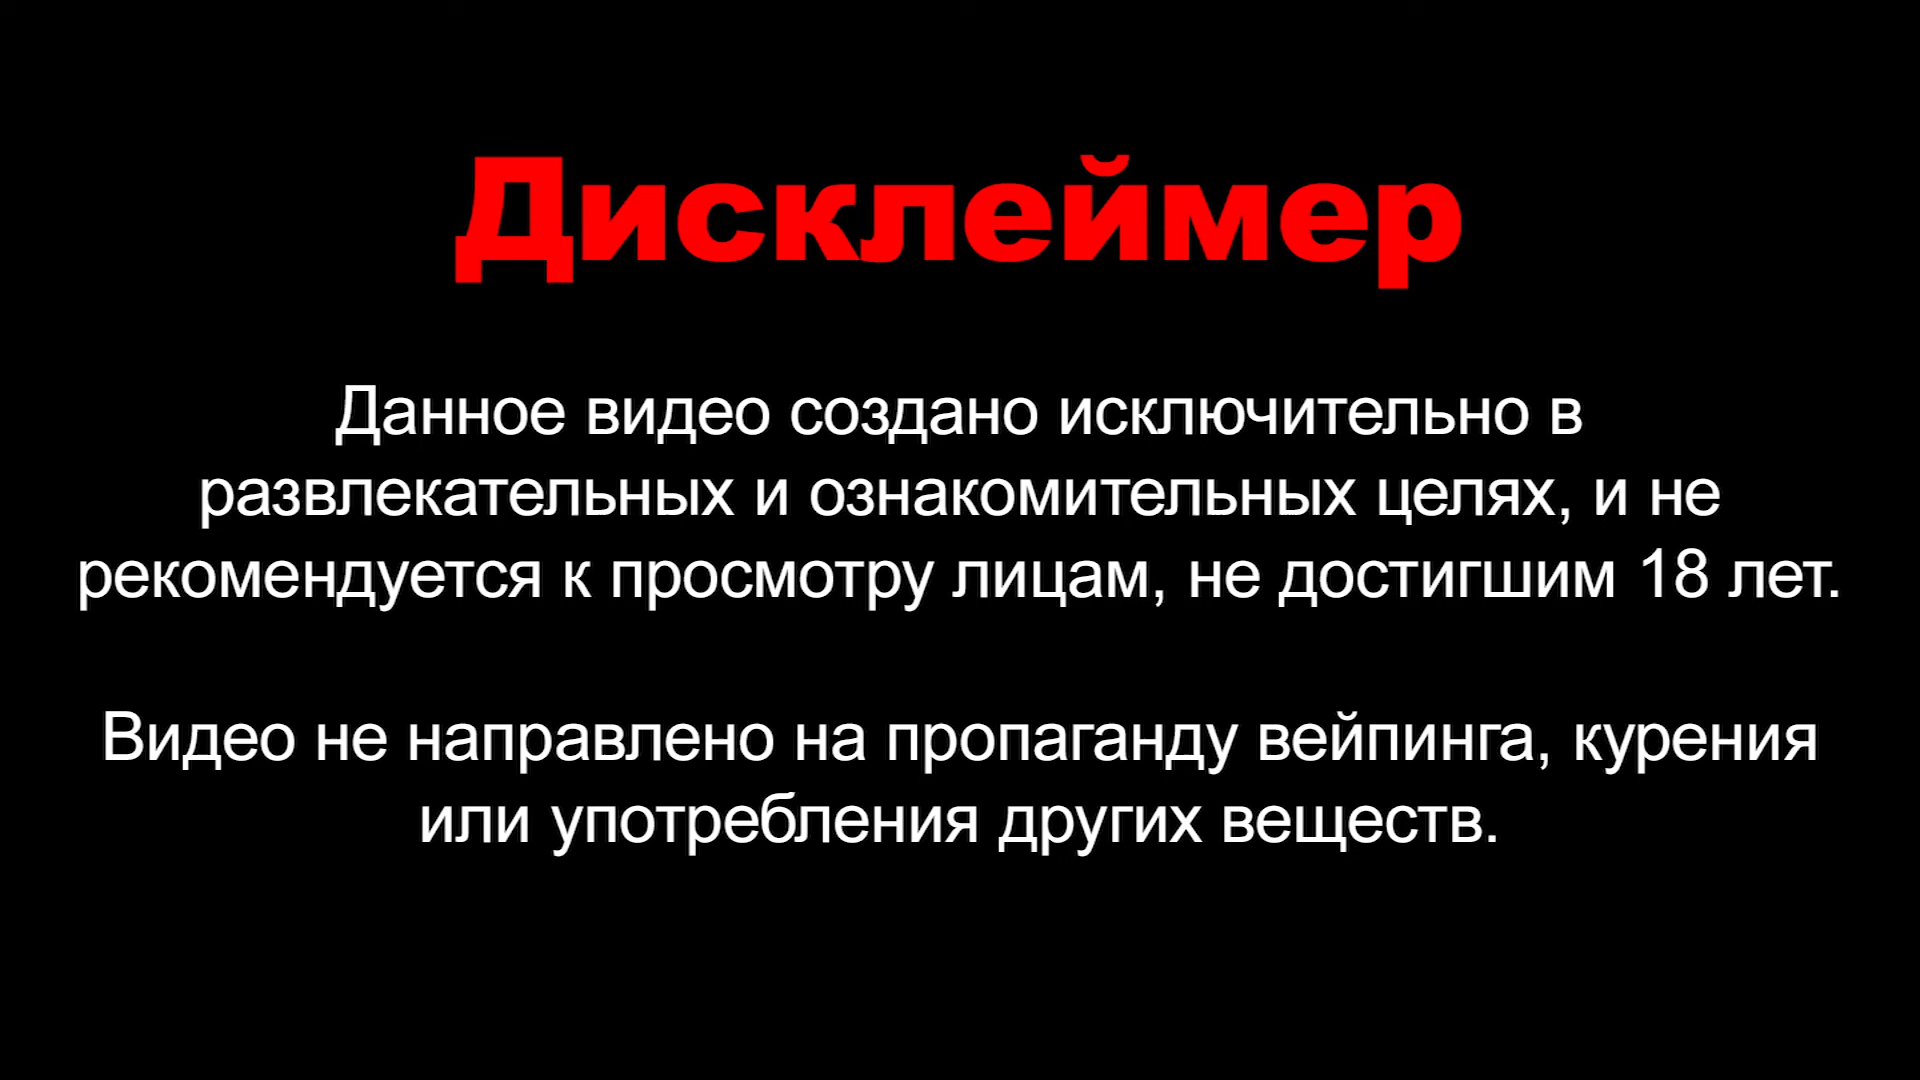 Дисклеймер
Данное видео создано исключительно в
развлекательных и ознакомительных целях, и не
рекомендуется к просмотру лицам, не достигшим 18 лет.
Видео не направлено на пропаганду вейпинга, курения
или употребления других веществ.